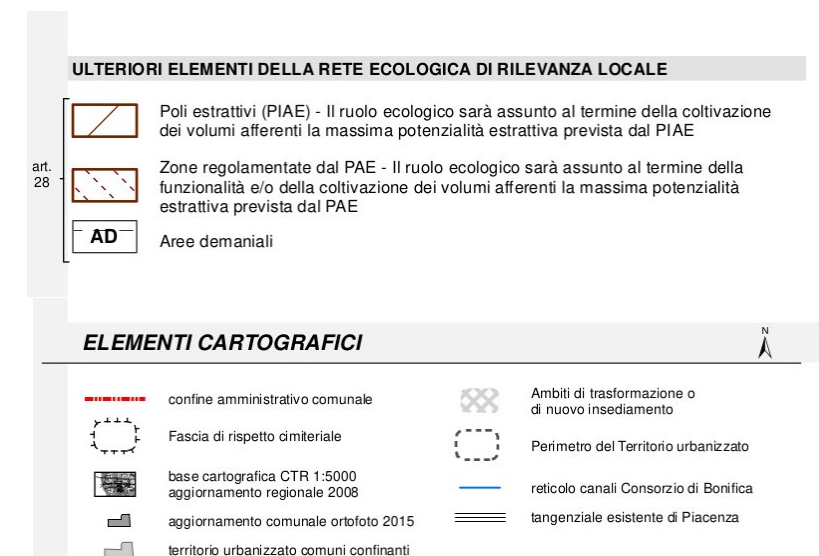 ULTERIORI ELEMENTI DELLA RETE ECOLOGICA DI RILEVANZA LOCALE
art.
28
Poli estrattivi (PIAE) - Il ruolo ecologico sarà assunto al termine della coltivazione
dei volumi afferenti la massima potenzialità estrattiva prevista dal PIAE
Zone regolamentate dal PAE - Il ruolo ecologico sarà assunto al termine della
funzionalità e/o della coltivazione dei volumi afferenti la massima potenzialità
estrattiva prevista dal PAE
AD
Aree demaniali
ELEMENTI CARTOGRAFICI
N
confine amministrativo comunale
Fascia di rispetto cimiteriale
base cartografica CTR 1:5000
aggiornamento regionale 2008
aggiornamento comunale ortofoto 2015
territorio urbanizzato comuni confinanti
Ambiti di trasformazione o
di nuovo insediamento
Perimetro del Territorio urbanizzato
reticolo canali Consorzio di Bonifica
tangenziale esistente di Piacenza